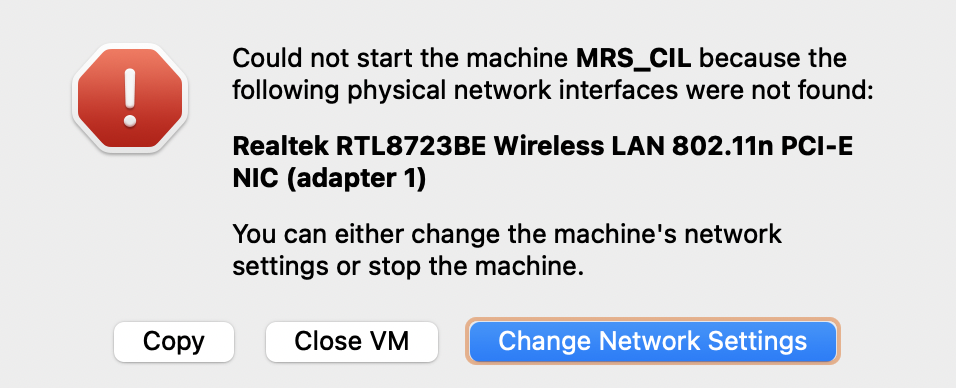 Could not start the machine MRS_CIL because the
following physical network interfaces were not found:
Realtek RTL8723BE Wireless LAN 802.11n PCI-E
NIC (adapter 1)
You can either change the machine's network
settings or stop the machine.
Copy
Close VM
Change Network Settings